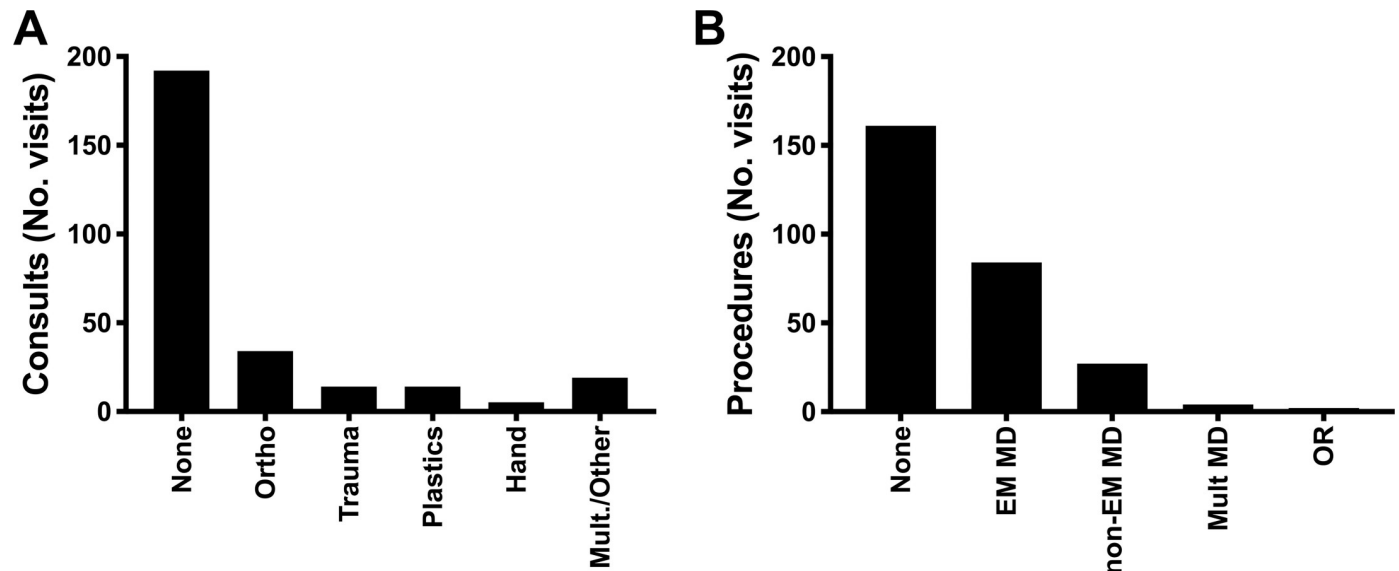 A
Consults (No. visits)
200
150
100
50
0
None
Ortho
Trauma
Plastics
Hand
Mult./Other
B
Procedures (No. visits)
200
150
100
50
0
None
EM MD
non-EM MD
Mult MD
OR